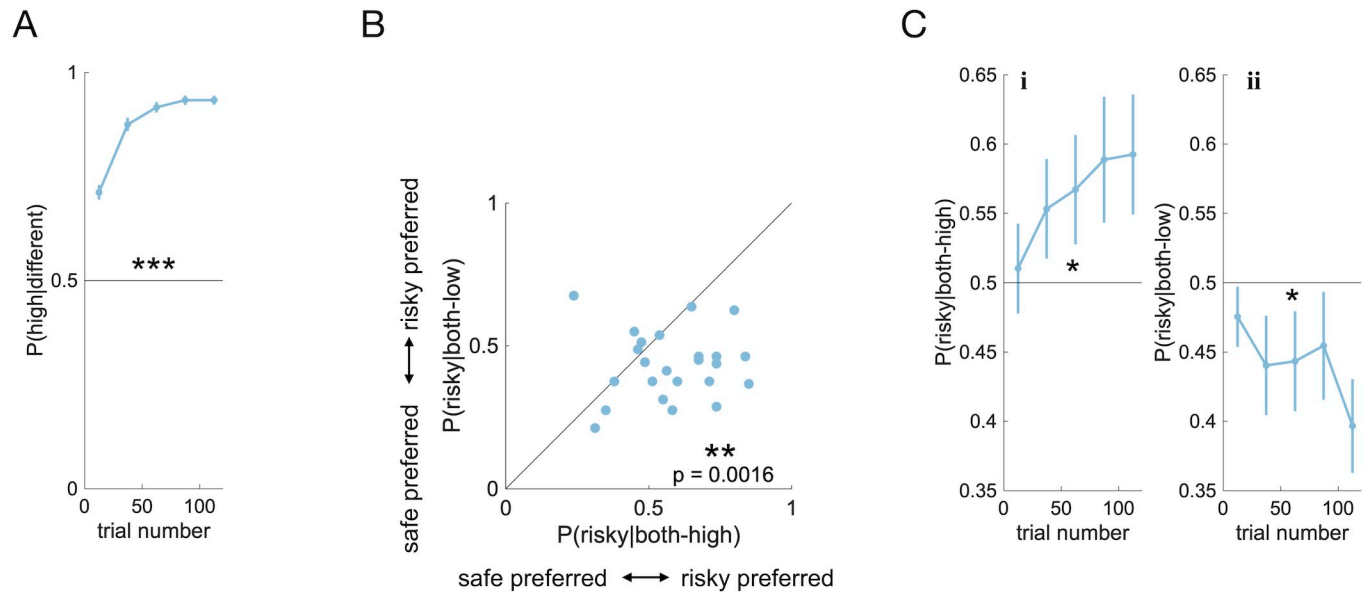 A
1
0.5
0
P(high|different)
***
0
50
100
trial number
B
safe preferred ↔ risky preferred
P(risky|both-low)
1
0.5
0
0
0.5
1
**
p = 0.0016
P(risky|both-high)
safe preferred ↔ risky preferred
C
i
0.65
0.6
0.55
0.5
0.45
0.4
0.35
P(risky|both-high)
*
0
50
100
trial number
ii
0.65
0.6
0.55
0.5
0.45
0.4
0.35
P(risky|both-low)
*
0
50
100
trial number